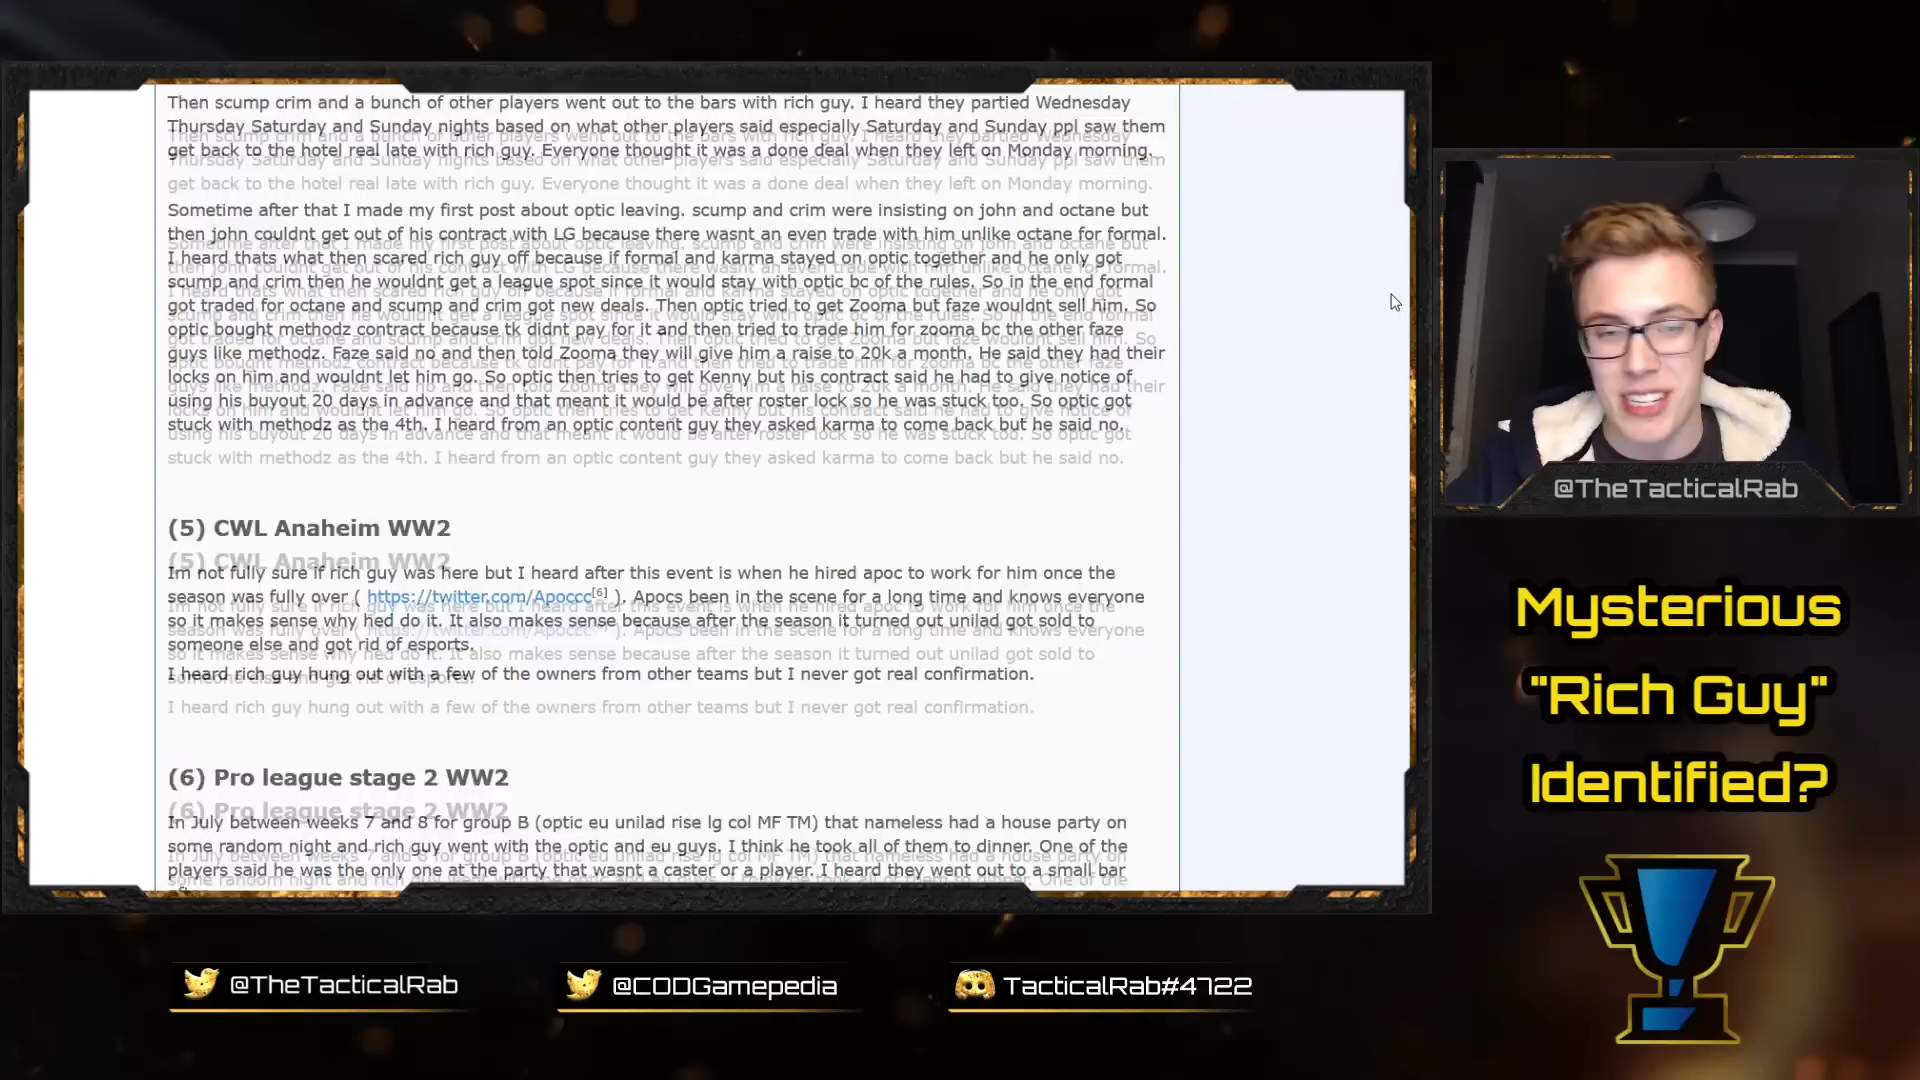 Then scump crim and a bunch of other players went out to the bars with rich guy. I heard they partied Wednesday
Thursday Saturday and Sunday nights based on what other players said especially Saturday and Sunday ppl saw them
get back to the hotel real late with rich guy. Everyone thought it was a done deal when they left on Monday morning.
Sometime after that I made my first post about optic leaving. scump and crim were insisting on john and octane but
then john couldnt get out of his contract with LG because there wasnt an even trade with him unlike octane for formal.
I heard thats what then scared rich guy off because if formal and karma stayed on optic together and he only got
scump and crim then he wouldnt get a league spot since it would stay with optic bc of the rules. So in the end formal
got traded for octane and scump and crim got new deals. Then optic tried to get Zooma but faze wouldnt sell him. So
optic bought methodz contract because tk didnt pay for it and then tried to trade him for zooma bc the other faze
guys like methodz. Faze said no and then told Zooma they will give him a raise to 20k a month. He said they had their
locks on him and wouldnt let him go. So optic then tries to get Kenny but his contract said he had to give notice of
using his buyout 20 days in advance and that meant it would be after roster lock so he was stuck too. So optic got
stuck with methodz as the 4th. I heard from an optic content guy they asked karma to come back but he said no.
(5) CWL Anaheim WW2
Im not fully sure if rich guy was here but I heard after this event is when he hired apoc to work for him once the
season was fully over ( https://twitter.com/Apoccc[6] ). Apocs been in the scene for a long time and knows everyone
so it makes sense why hed do it. It also makes sense because after the season it turned out unilad got sold to
someone else and got rid of esports.
I heard rich guy hung out with a few of the owners from other teams but I never got real confirmation.
(6) Pro league stage 2 WW2
In July between weeks 7 and 8 for group B (optic eu unilad rise lg col MF TM) that nameless had a house party on
some random night and rich guy went with the optic and eu guys. I think he took all of them to dinner. One of the
players said he was the only one at the party that wasnt a caster or a player. I heard they went out to a small bar
@TheTacticalRab
Mysterious
"Rich Guy"
Identified?
@TheTacticalRab
@CODGamepedia
TacticalRab#4722